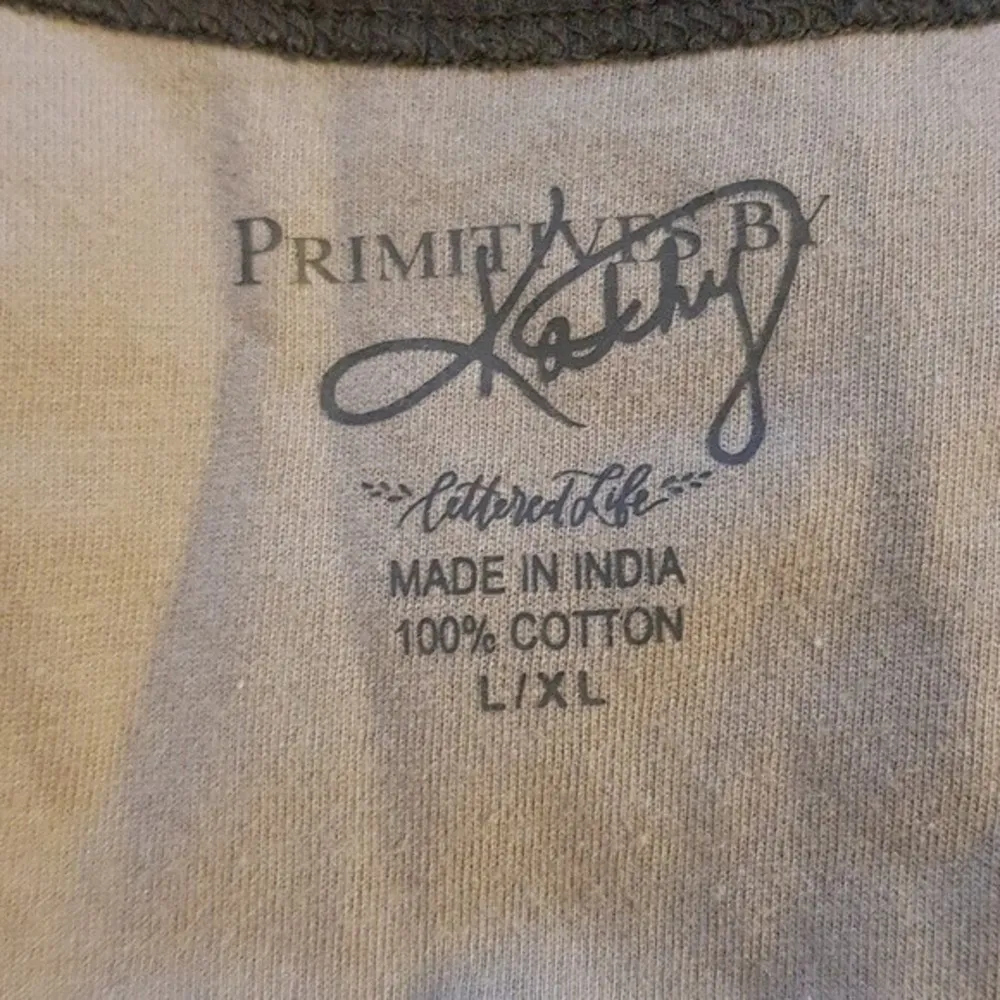 PRIMITIVES BY
Kathy
Lettered Life
MADE IN INDIA
100% COTTON
L/XL